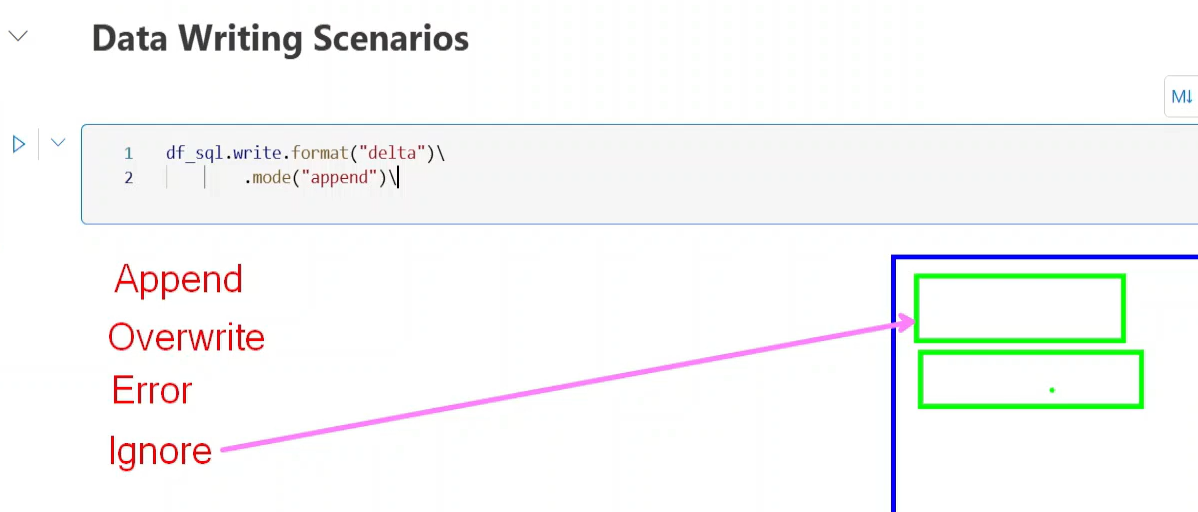 Data Writing Scenarios
M↓
1 df_sql.write.format("delta")\
2 .mode("append")\
Append
Overwrite
Error
Ignore